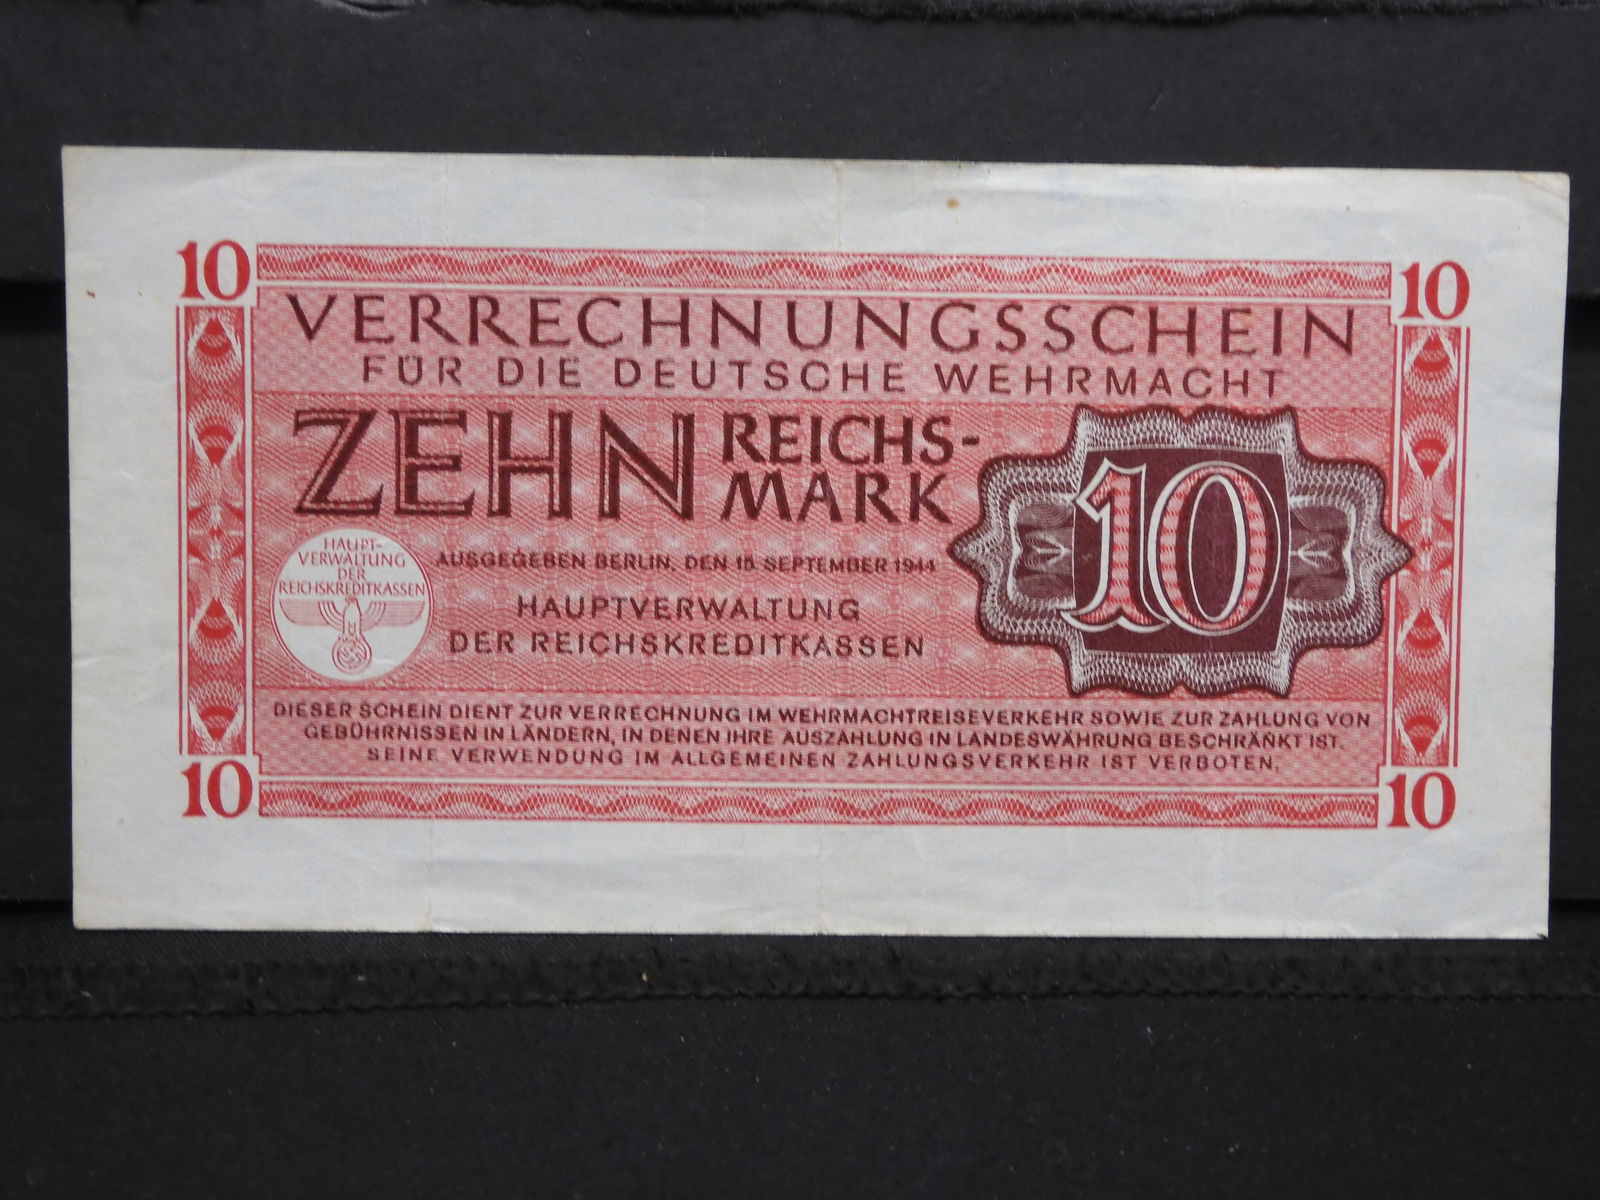 10
10
VERRECHNUNGSSCHEIN
FÜR DIE DEUTSCHE WEHRMACHT
ZEHN REICHS-
MARK
10
HAUPT-
VERWALTUNG
DER
REICHSKREDITKASSEN
AUSGEGEBEN BERLIN, DEN 15 SEPTEMBER 1944
HAUPTVERWALTUNG
DER REICHSKREDITKASSEN
DIESER SCHEIN DIENT ZUR VERRECHNUNG IM WEHRMACHTREISEVERKEHR SOWIE ZUR ZAHLUNG VON
GEBÜHRNISSEN IN LÄNDERN, IN DENEN IHRE AUSZAHLUNG IN LANDESWÄHRUNG BESCHRÄNKT IST.
SEINE VERWENDUNG IM ALLGEMEINEN ZAHLUNGSVERKEHR IST VERBOTEN.
10
10